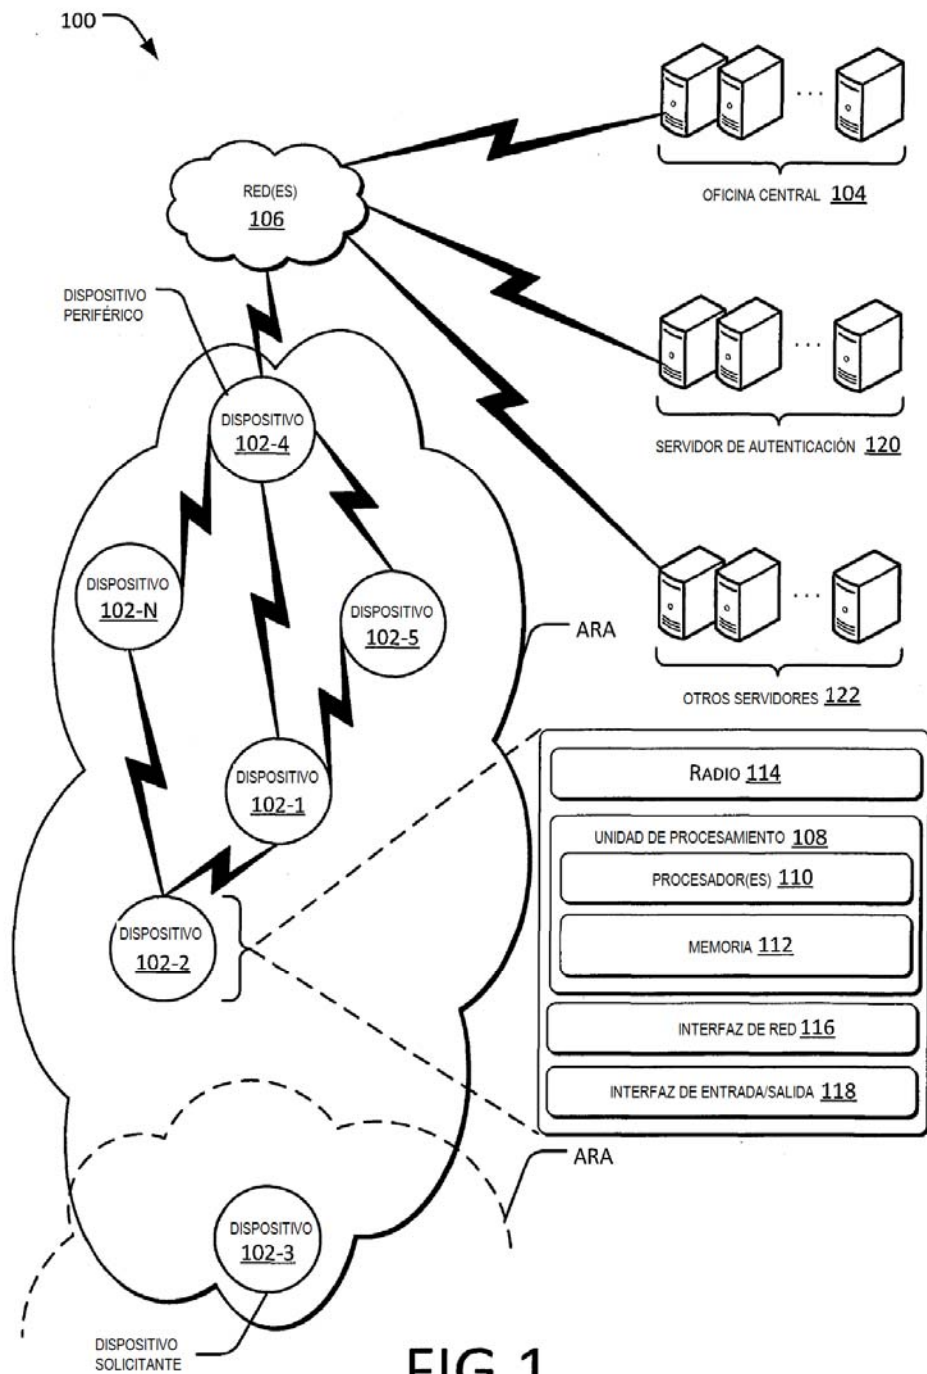 100
RED(ES)
106
OFICINA CENTRAL 104
DISPOSITIVO
PERIFÉRICO
SERVIDOR DE AUTENTICACIÓN 120
DISPOSITIVO
102-4
DISPOSITIVO
102-N
DISPOSITIVO
102-5
ARA
OTROS SERVIDORES 122
DISPOSITIVO
102-1
RADIO 114
UNIDAD DE PROCESAMIENTO 108
PROCESADOR(ES) 110
MEMORIA 112
DISPOSITIVO
102-2
INTERFAZ DE RED 116
INTERFAZ DE ENTRADA/SALIDA 118
ARA
DISPOSITIVO
102-3
DISPOSITIVO
SOLICITANTE
FIG.1